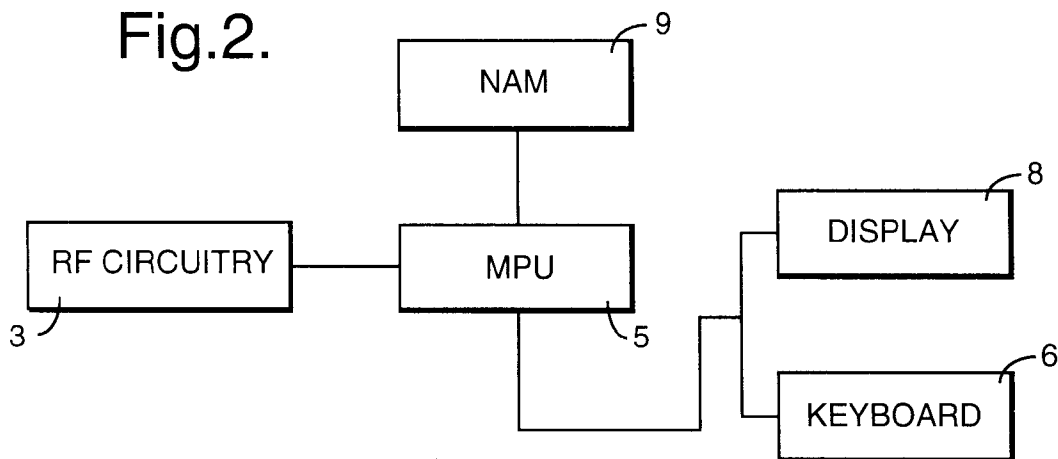 Fig.2.
9
NAM
8
DISPLAY
RF CIRCUITRY
MPU
3
5
6
KEYBOARD